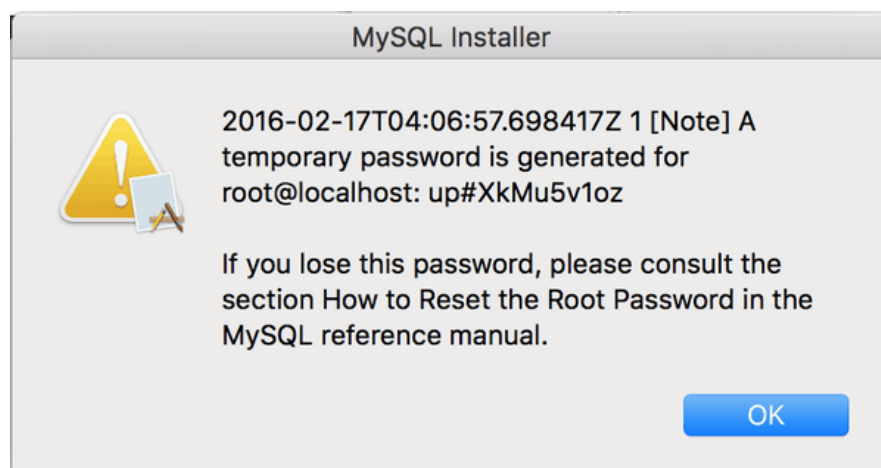 MySQL Installer
2016-02-17T04:06:57.698417Z 1 [Note] A
temporary password is generated for
root@localhost: up#XkMu5v1oz
If you lose this password, please consult the
section How to Reset the Root Password in the
MySQL reference manual.
OK